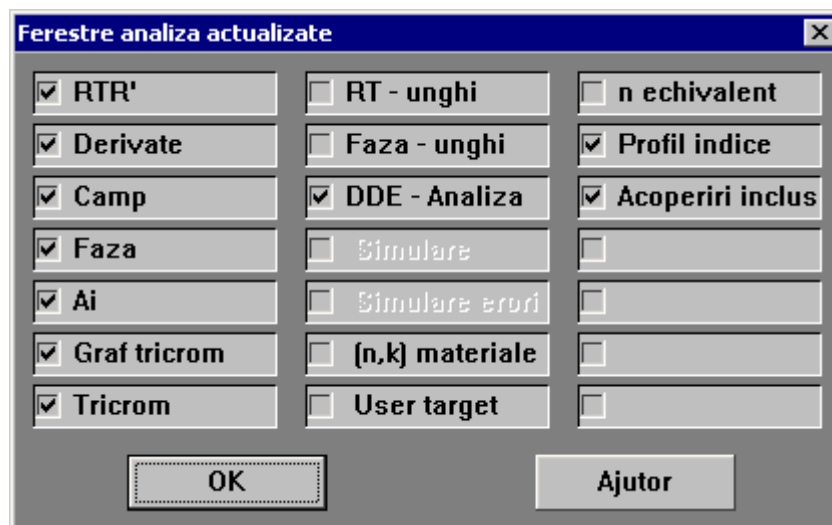 Ferestre analiza actualizate
RTR'
RT - unghi
n echivalent
Derivate
Faza - unghi
Profil indice
Camp
DDE - Analiza
Acoperiri inclus
Faza
Simulare
Ai
Simulare erori
Graf tricrom
(n,k) materiale
Tricrom
User target
OK
Ajutor